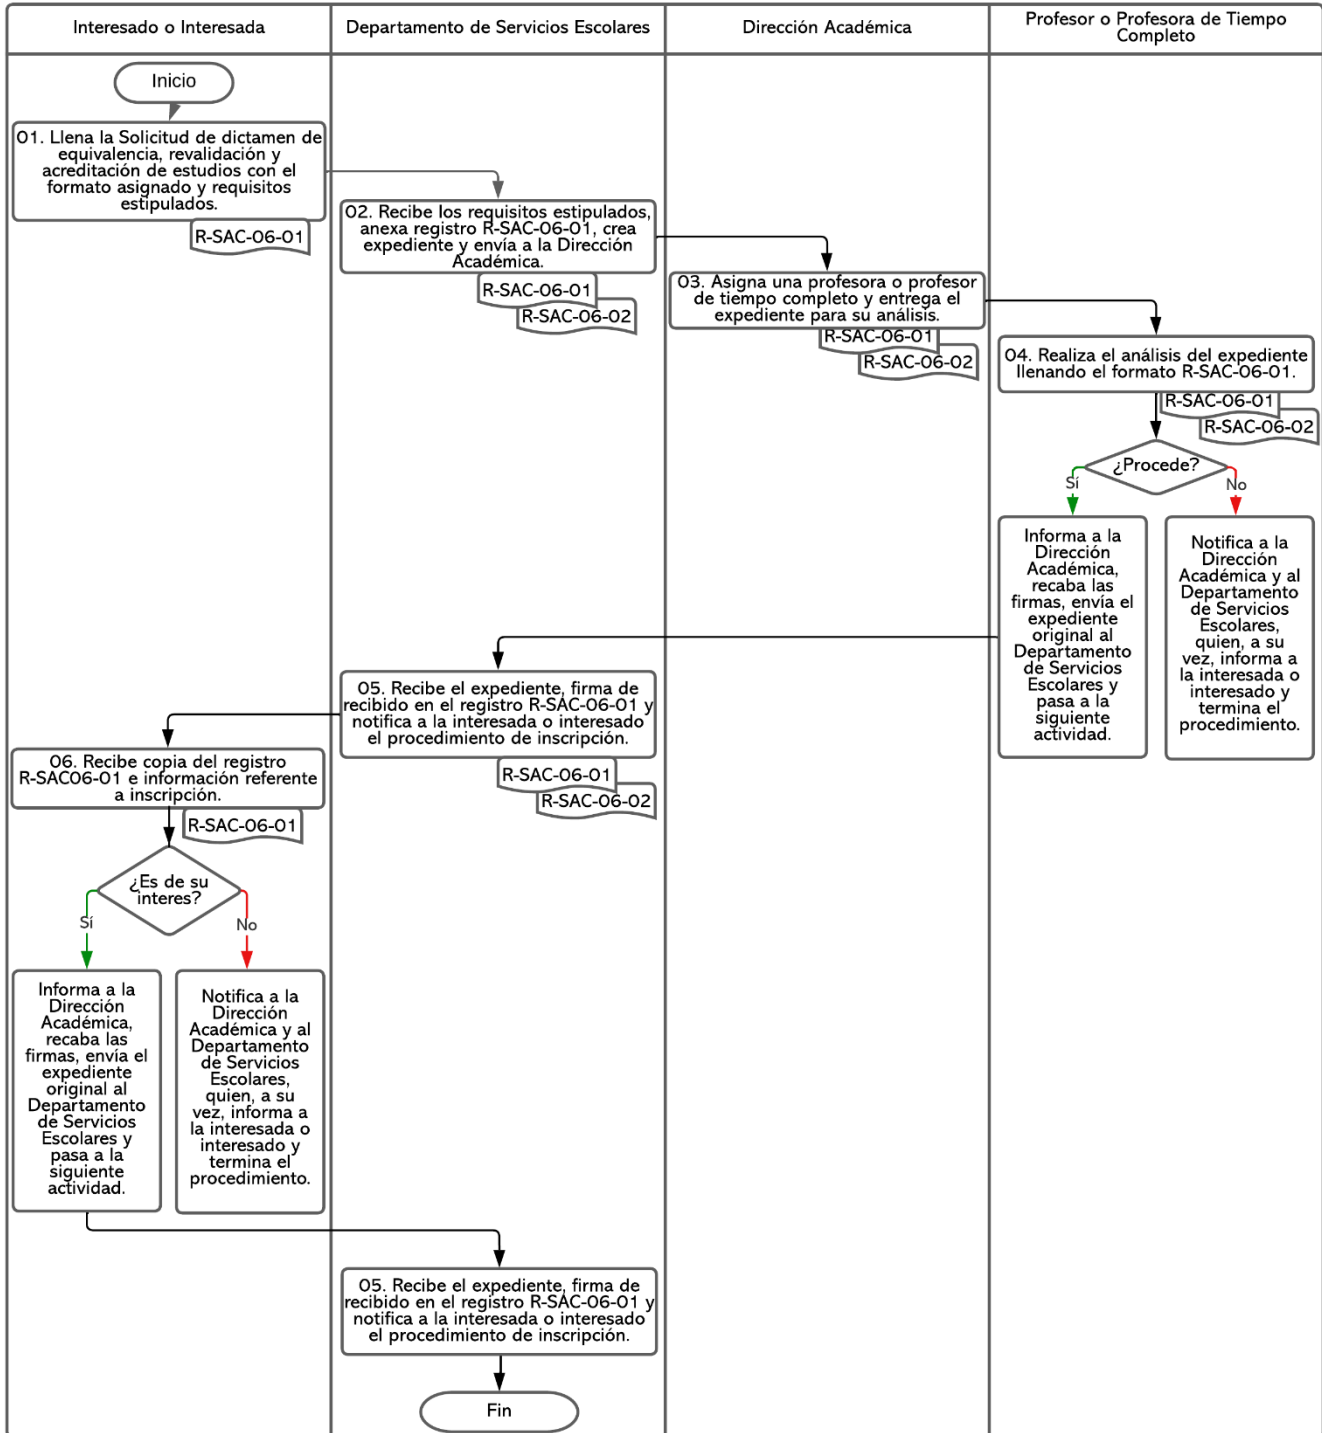 Interesado o Interesada
Departamento de Servicios Escolares
Dirección Académica
Profesor o Profesora de Tiempo
Completo
Inicio
01. Llena la Solicitud de dictamen de
equivalencia, revalidación y
acreditación de estudios con el
formato asignado y requisitos
estipulados.
R-SAC-06-01
02. Recibe los requisitos estipulados,
anexa registro R-SAC-06-01, crea
expediente y envía a la Dirección
Académica.
R-SAC-06-01
R-SAC-06-02
03. Asigna una profesora o profesor
de tiempo completo y entrega el
expediente para su análisis.
R-SAC-06-01
R-SAC-06-02
04. Realiza el análisis del expediente
llenando el formato R-SAC-06-01.
R-SAC-06-01
R-SAC-06-02
¿Procede?
Sí
No
Informa a la
Dirección
Académica,
recaba las
firmas, envía el
expediente
original al
Departamento
de Servicios
Escolares y
pasa a la
siguiente
actividad.
Notifica a la
Dirección
Académica y al
Departamento
de Servicios
Escolares,
quien, a su
vez, informa a
la interesada o
interesado y
termina el
procedimiento.
05. Recibe el expediente, firma de
recibido en el registro R-SAC-06-01 y
notifica a la interesada o interesado
el procedimiento de inscripción.
R-SAC-06-01
R-SAC-06-02
06. Recibe copia del registro
R-SAC06-01 e información referente
a inscripción.
R-SAC-06-01
¿Es de su
interes?
Sí
No
Informa a la
Dirección
Académica,
recaba las
firmas, envía el
expediente
original al
Departamento
de Servicios
Escolares y
pasa a la
siguiente
actividad.
Notifica a la
Dirección
Académica y al
Departamento
de Servicios
Escolares,
quien, a su
vez, informa a
la interesada o
interesado y
termina el
procedimiento.
05. Recibe el expediente, firma de
recibido en el registro R-SAC-06-01 y
notifica a la interesada o interesado
el procedimiento de inscripción.
Fin